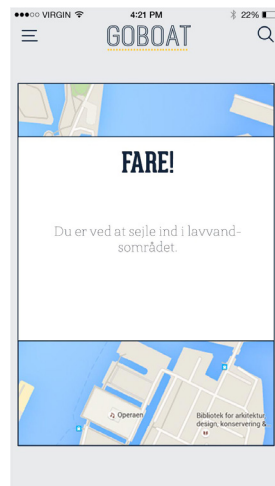 VIRGIN 4:21 PM 22%
GOBOAT
FARE!
Du er ved at sejle ind i lavvand-
sområdet.
Operaen
Bibliotek for arkitektur,
design, konservering &